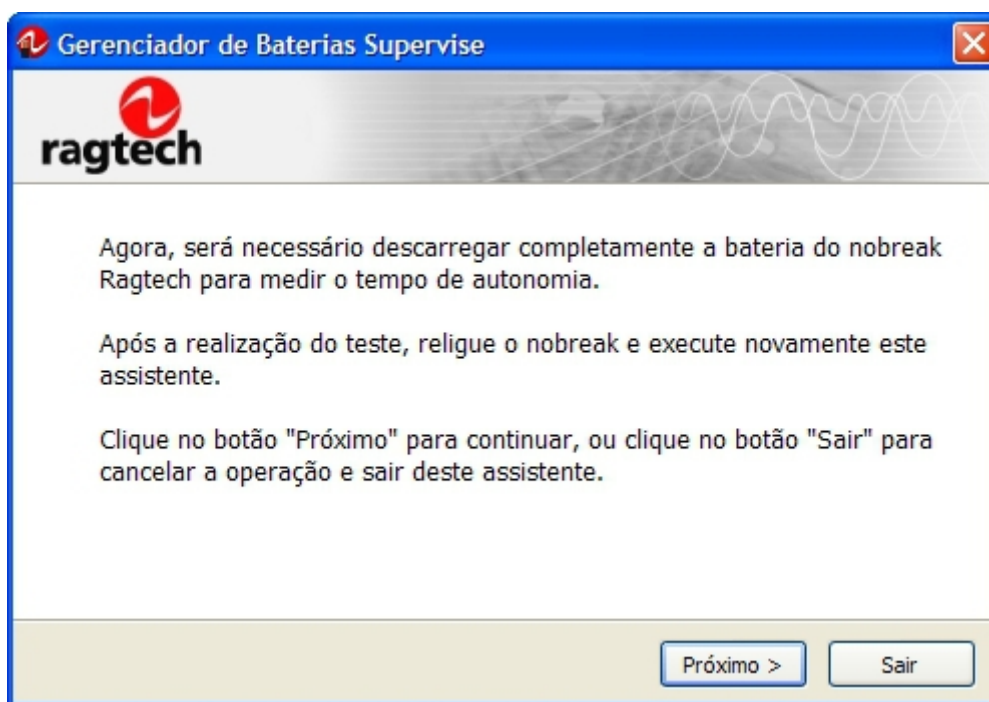 Gerenciador de Baterias Supervise
ragtech
Agora, será necessário descarregar completamente a bateria do nobreak
Ragtech para medir o tempo de autonomia.
Após a realização do teste, religue o nobreak e execute novamente este
assistente.
Clique no botão "Próximo" para continuar, ou clique no botão "Sair" para
cancelar a operação e sair deste assistente.
Próximo >
Sair